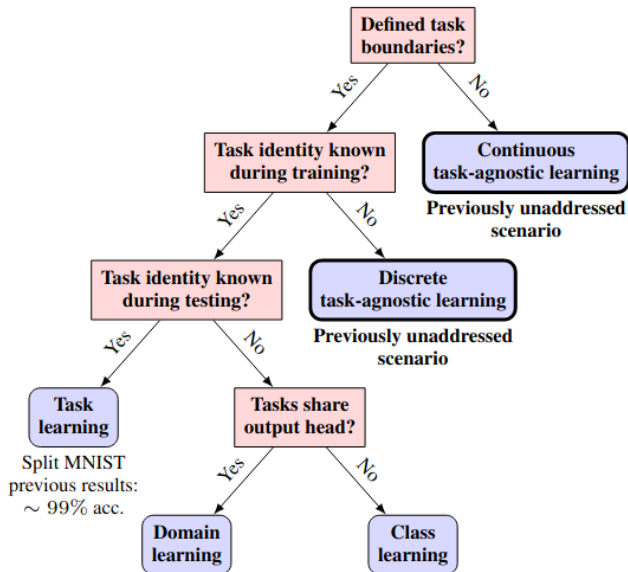 Defined task
boundaries?
Yes
No
Task identity known
during training?
Continuous
task-agnostic learning
Previously unaddressed
scenario
Yes
No
Task identity known
during testing?
Discrete
task-agnostic learning
Previously unaddressed
scenario
Yes
No
Task
learning
Split MNIST
previous results:
∼ 99% acc.
Tasks share
output head?
Yes
No
Domain
learning
Class
learning